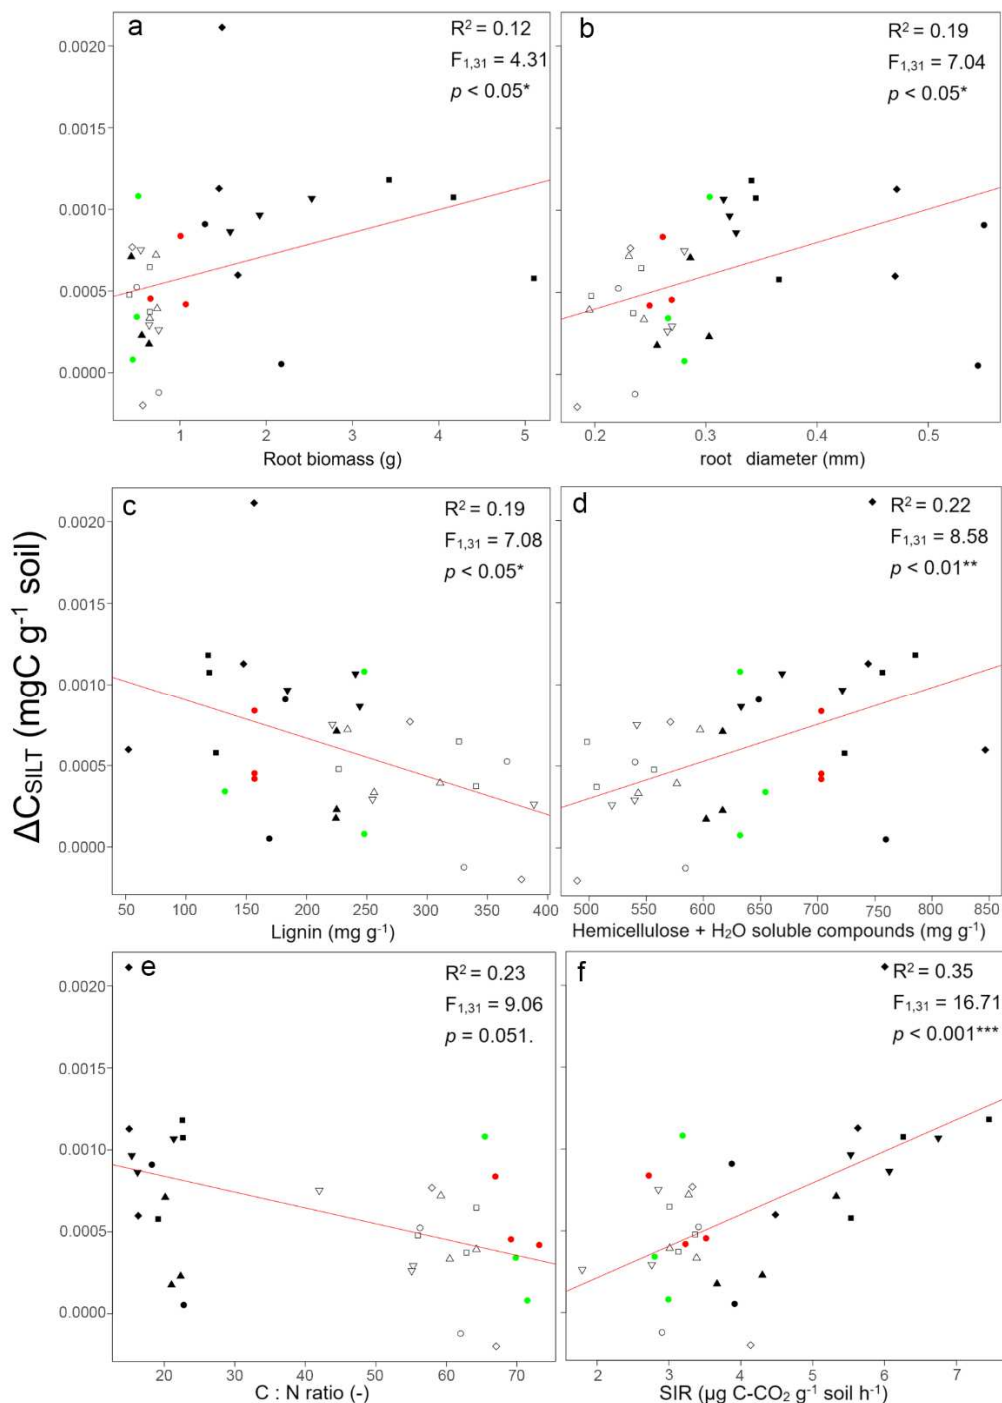 a
R² = 0.12
F₁,₃₁ = 4.31
p < 0.05*
0.0020
0.0015
0.0010
0.0005
0.0000
1 2 3 4 5
Root biomass (g)
b
R² = 0.19
F₁,₃₁ = 7.04
p < 0.05*
0.2 0.3 0.4 0.5
root diameter (mm)
ΔC_SILT (mgC g⁻¹ soil)
c
R² = 0.19
F₁,₃₁ = 7.08
p < 0.05*
0.0020
0.0015
0.0010
0.0005
0.0000
50 100 150 200 250 300 350 400
Lignin (mg g⁻¹)
d
R² = 0.22
F₁,₃₁ = 8.58
p < 0.01**
500 550 600 650 700 750 800 850
Hemicellulose + H₂O soluble compounds (mg g⁻¹)
e
R² = 0.23
F₁,₃₁ = 9.06
p = 0.051.
0.0020
0.0015
0.0010
0.0005
0.0000
20 30 40 50 60 70
C : N ratio (-)
f
R² = 0.35
F₁,₃₁ = 16.71
p < 0.001***
2 3 4 5 6 7
SIR (µg C-CO₂ g⁻¹ soil h⁻¹)